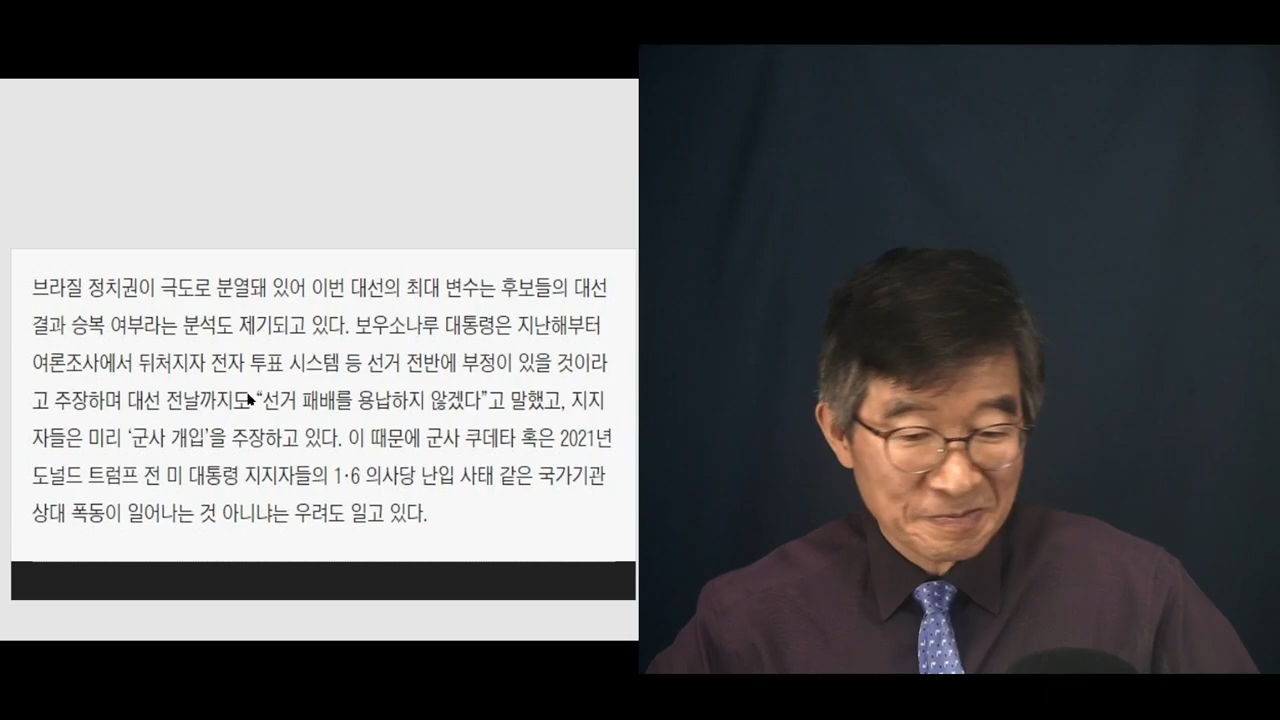 브라질 정치권이 극도로 분열돼 있어 이번 대선의 최대 변수는 후보들의 대선
결과 승복 여부라는 분석도 제기되고 있다. 보우소나루 대통령은 지난해부터
여론조사에서 뒤처지자 전자 투표 시스템 등 선거 전반에 부정이 있을 것이라
고 주장하며 대선 전날까지도 “선거 패배를 용납하지 않겠다”고 말했고, 지지
자들은 미리 ‘군사 개입’을 주장하고 있다. 이 때문에 군사 쿠데타 혹은 2021년
도널드 트럼프 전 미 대통령 지지자들의 1·6 의사당 난입 사태 같은 국가기관
상대 폭동이 일어나는 것 아니냐는 우려도 일고 있다.